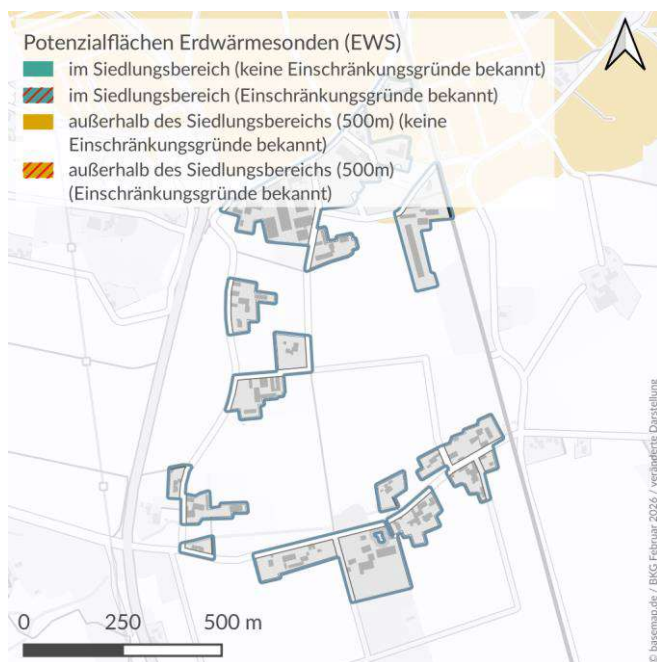 Potenzialflächen Erdwärmesonden (EWS)
im Siedlungsbereich (keine Einschränkungsgründe bekannt)
im Siedlungsbereich (Einschränkungsgründe bekannt)
außerhalb des Siedlungsbereichs (500m) (keine
Einschränkungsgründe bekannt)
außerhalb des Siedlungsbereichs (500m)
(Einschränkungsgründe bekannt)
0 250 500 m
© basemap.de / BKG Februar 2026 / veränderte Darstellung